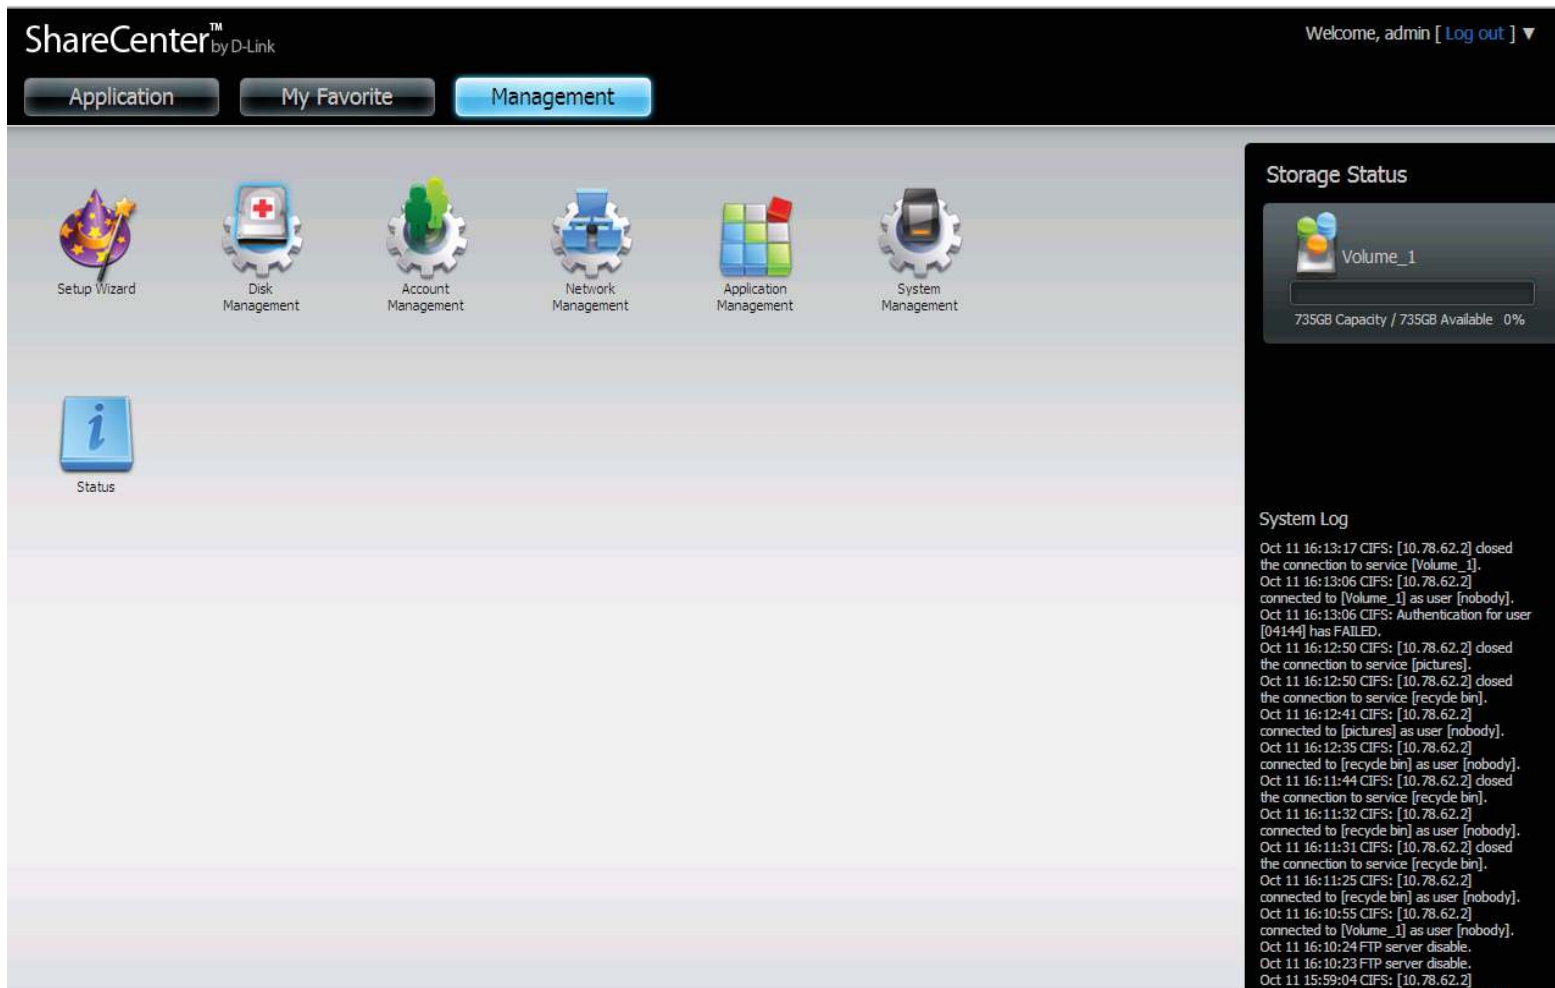 ShareCenter™ by D-Link
Welcome, admin [ Log out ] ▼
Application
My Favorite
Management
Setup Wizard
Disk
Management
Account
Management
Network
Management
Application
Management
System
Management
Status
Storage Status
Volume_1
735GB Capacity / 735GB Available 0%
System Log
Oct 11 16:13:17 CIFS: [10.78.62.2] closed
the connection to service [Volume_1].
Oct 11 16:13:06 CIFS: [10.78.62.2]
connected to [Volume_1] as user [nobody].
Oct 11 16:13:06 CIFS: Authentication for user
[04144] has FAILED.
Oct 11 16:12:50 CIFS: [10.78.62.2] closed
the connection to service [pictures].
Oct 11 16:12:50 CIFS: [10.78.62.2] closed
the connection to service [recycle bin].
Oct 11 16:12:41 CIFS: [10.78.62.2]
connected to [pictures] as user [nobody].
Oct 11 16:12:35 CIFS: [10.78.62.2]
connected to [recycle bin] as user [nobody].
Oct 11 16:11:44 CIFS: [10.78.62.2] closed
the connection to service [recycle bin].
Oct 11 16:11:32 CIFS: [10.78.62.2]
connected to [recycle bin] as user [nobody].
Oct 11 16:11:31 CIFS: [10.78.62.2] closed
the connection to service [recycle bin].
Oct 11 16:11:25 CIFS: [10.78.62.2]
connected to [recycle bin] as user [nobody].
Oct 11 16:10:55 CIFS: [10.78.62.2]
connected to [Volume_1] as user [nobody].
Oct 11 16:10:24 FTP server disable.
Oct 11 16:10:23 FTP server disable.
Oct 11 15:59:04 CIFS: [10.78.62.2]